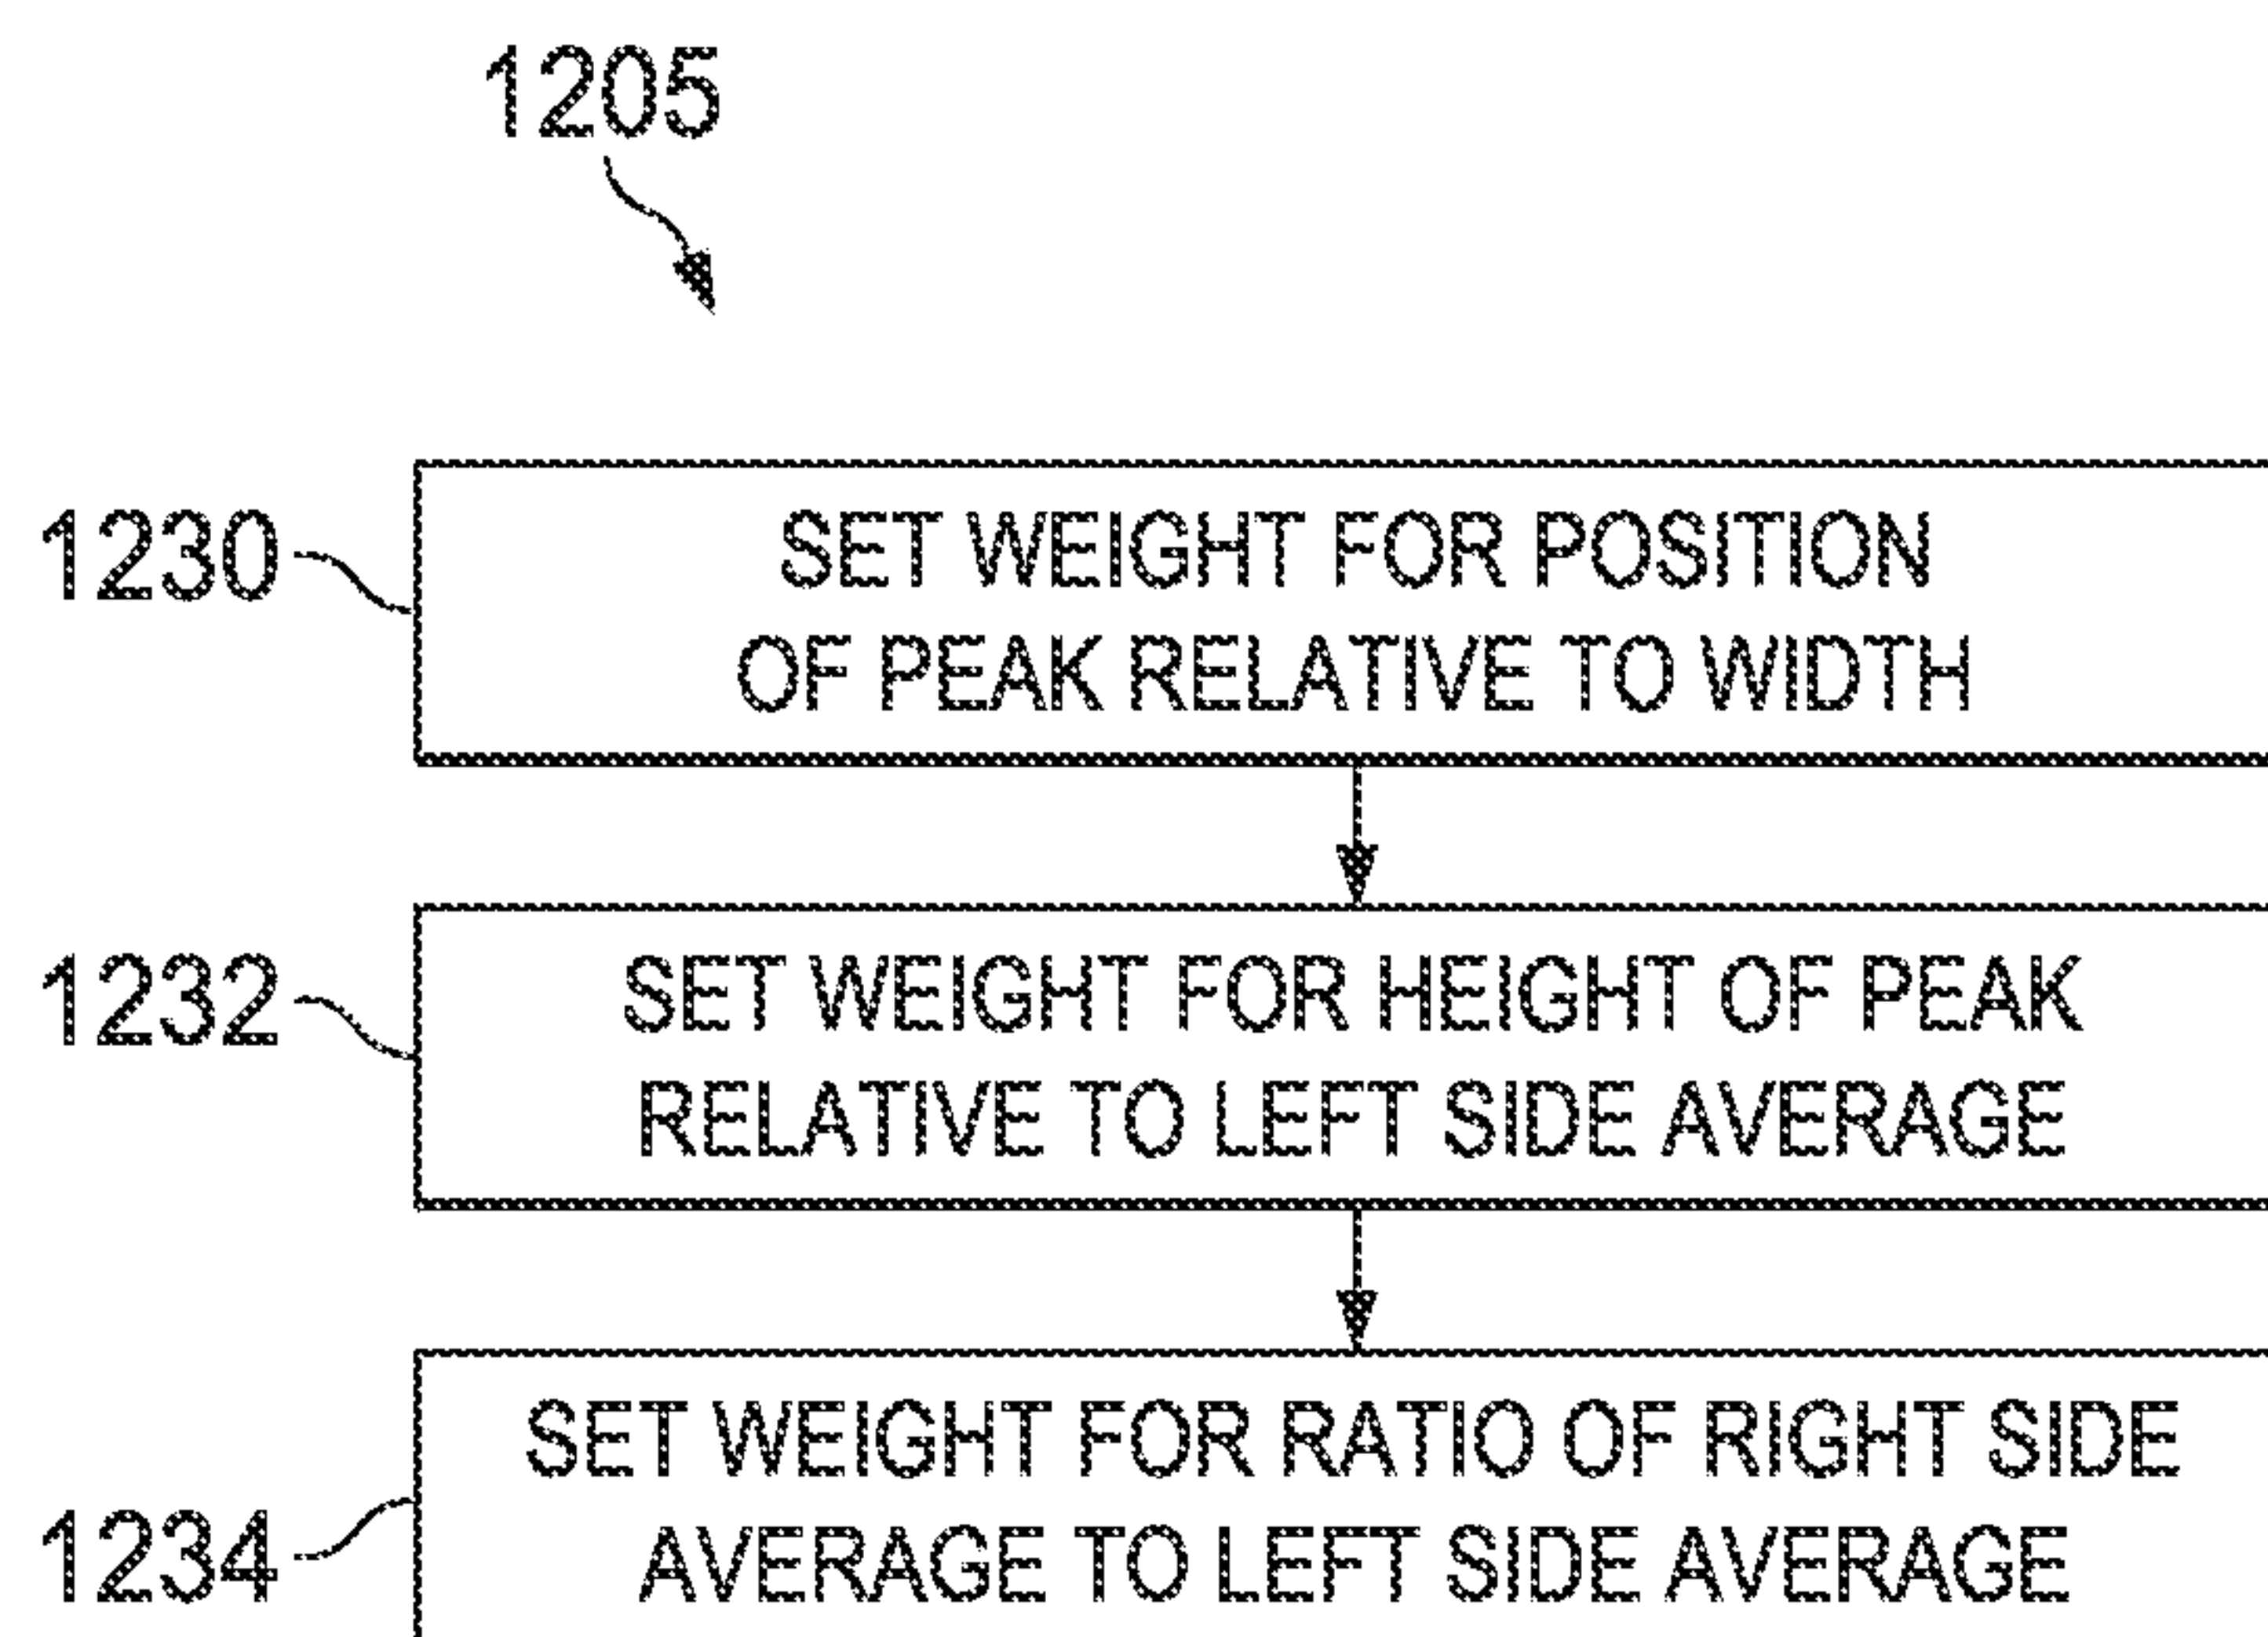 1205
1230
SET WEIGHT FOR POSITION
OF PEAK RELATIVE TO WIDTH
1232
SET WEIGHT FOR HEIGHT OF PEAK
RELATIVE TO LEFT SIDE AVERAGE
1234
SET WEIGHT FOR RATIO OF RIGHT SIDE
AVERAGE TO LEFT SIDE AVERAGE